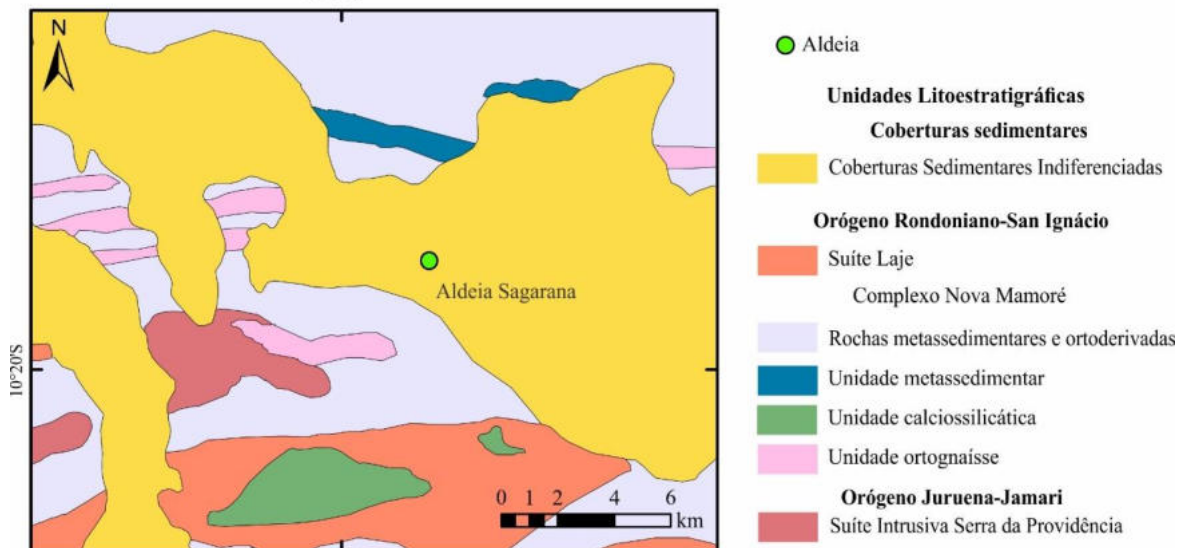 N
Aldeia Sagarana
10°20'S
0 1 2 4 6
km
Aldeia
Unidades Litoestratigráficas
Coberturas sedimentares
Coberturas Sedimentares Indiferenciadas
Orógeno Rondoniano-San Ignácio
Suíte Laje
Complexo Nova Mamoré
Rochas metassedimentares e ortoderivadas
Unidade metassedimentar
Unidade calciossilicática
Unidade ortognaísse
Orógeno Juruena-Jamari
Suíte Intrusiva Serra da Providência